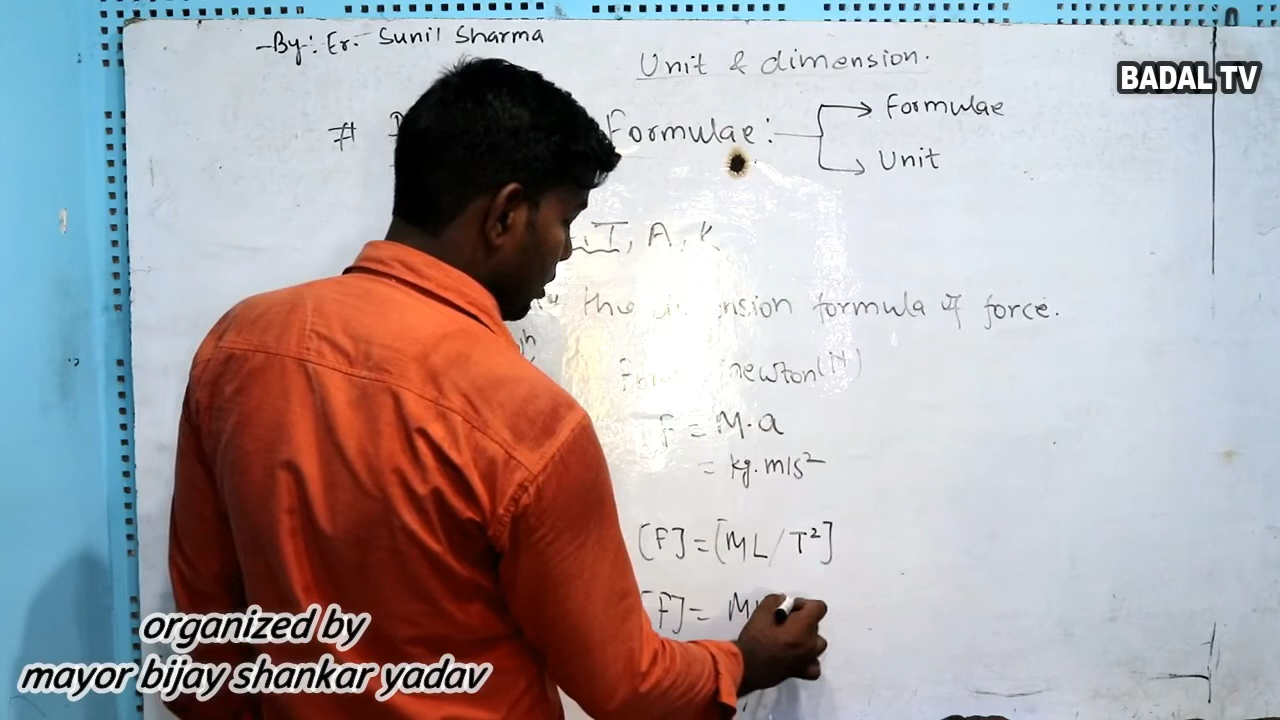 -By:- Er. Sunil Sharma
Unit & dimension.
BADAL TV
# Formulae:
Formulae
Unit
T, A, K
the formula of force.
newton(N)
F = M.a
= kg.m/s²
[F] = [ML/T²]
[F] = M
organized by
mayor bijay shankar yadav